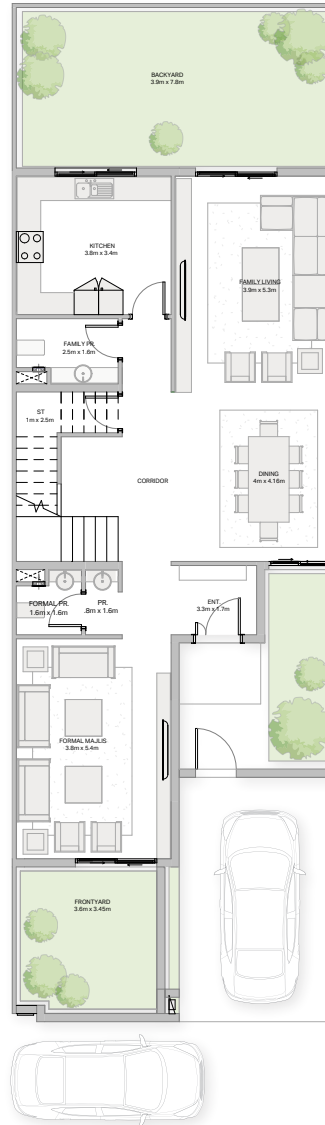 BACKYARD
3.9m x 7.8m
KITCHEN
3.8m x 3.4m
FAMILY LIVING
3.9m x 5.3m
FAMILY PR.
2.5m x 1.6m
ST
1m x 2.5m
CORRIDOR
DINING
4m x 4.16m
FORMAL PR.
1.6m x 1.6m
PR.
.8m x 1.6m
ENT.
3.3m x 1.7m
FORMAL MAJLIS
3.8m x 5.4m
FRONTYARD
3.6m x 3.45m